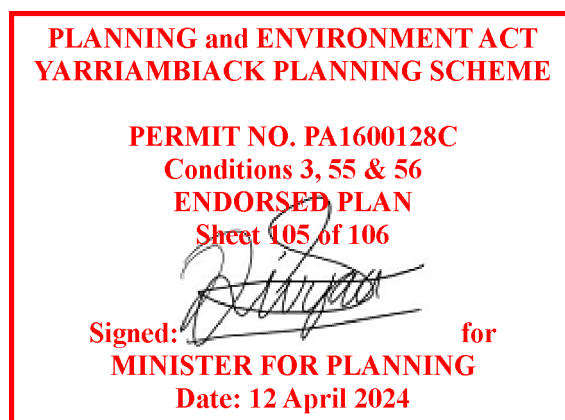 PLANNING and ENVIRONMENT ACT
YARRIAMBIACK PLANNING SCHEME
PERMIT NO. PA1600128C
Conditions 3, 55 & 56
ENDORSED PLAN
Sheet 105 of 106
Signed: for
MINISTER FOR PLANNING
Date: 12 April 2024